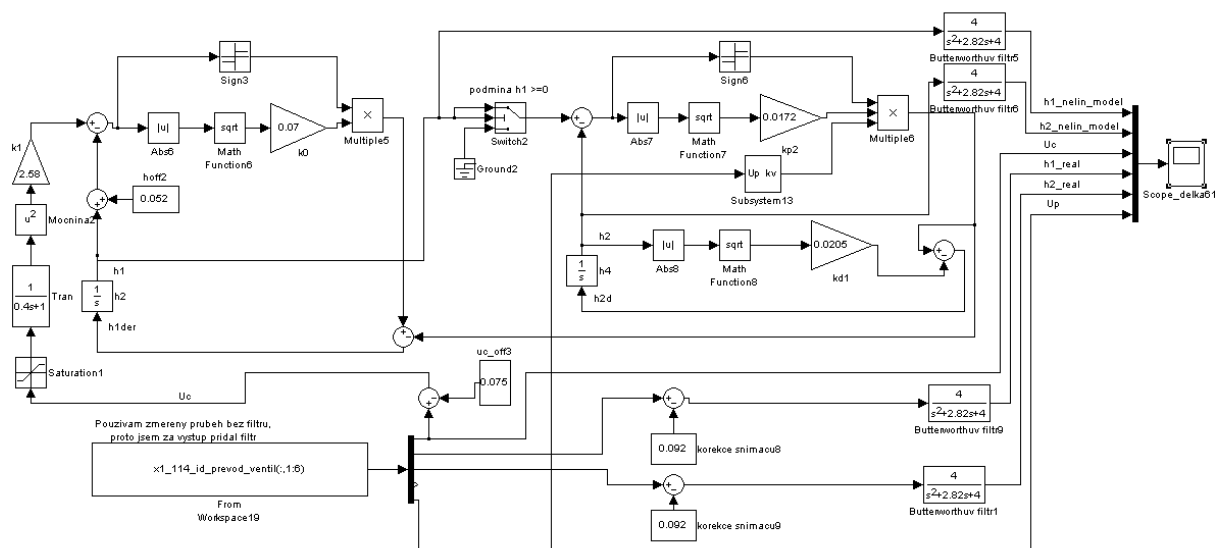 4
s²+2.82s+4
Butterworthuv filtr5
Sign3
Sign6
4
s²+2.82s+4
Butterworthuv filtr6
podmina h1 >=0
Switch2
Ground2
k1
2.58
|u|
Abs6
sqrt
Math
Function6
0.07
k0
×
Multiple5
|u|
Abs7
sqrt
Math
Function7
0.0172
kp2
×
Multiple6
h1_nelin_model
h2_nelin_model
Uc
h1_real
h2_real
Up
Scope_delka61
hoff2
0.052
u²
Mocnina2
Up kv
Subsystem13
h1
1
s
h2
h1der
1
0.4s+1
Tran
h2
|u|
Abs8
sqrt
Math
Function8
0.0205
kd1
1
s
h4
h2d
Saturation1
Uc
uc_off3
0.075
Pouzivam zmereny prubeh bez filtru,
proto jsem za vystup pridal filtr
x1_114_id_prevod_ventil(:,1:6)
From
Workspace19
0.092
korekce snimacu8
4
s²+2.82s+4
Butterworthuv filtr9
0.092
korekce snimacu9
4
s²+2.82s+4
Butterworthuv filtr1